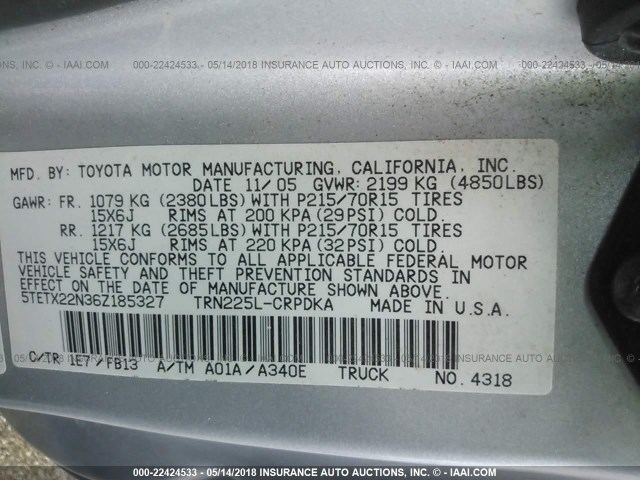 000-22424533 - 05/14/2018 INSURANCE AUTO AUCTIONS, INC. - © IAAI.COM
MFD. BY: TOYOTA MOTOR MANUFACTURING, CALIFORNIA, INC.
DATE 11/05 GVWR: 2199 KG (4850LBS)
GAWR: FR. 1079 KG (2380LBS) WITH P215/70R15 TIRES
15X6J RIMS AT 200 KPA (29PSI) COLD.
RR. 1217 KG (2685LBS) WITH P215/70R15 TIRES
15X6J RIMS AT 220 KPA (32PSI) COLD.
THIS VEHICLE CONFORMS TO ALL APPLICABLE FEDERAL MOTOR
VEHICLE SAFETY AND THEFT PREVENTION STANDARDS IN
EFFECT ON THE DATE OF MANUFACTURE SHOWN ABOVE.
5TETX22N36Z185327 TRN225L-CRPDKA MADE IN U.S.A.
C/TR 1E7/FB13 A/TM A01A/A340E TRUCK NO. 4318
000-22424533 - 05/14/2018 INSURANCE AUTO AUCTIONS, INC. - © IAAI.COM